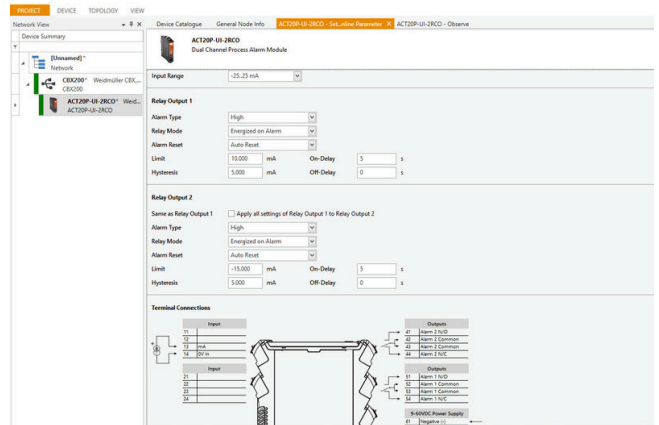 PROJECT DEVICE TOPOLOGY VIEW
Network View
Device Catalogue General Node Info ACT20P-UI-2RCO - Set...nline Parameter ACT20P-UI-2RCO - Observe
Device Summary
[Unnamed]*
Network
CBX200* Weidmüller CBX...
CBX200
ACT20P-UI-2RCO* Weid...
ACT20P-UI-2RCO
ACT20P-UI-2RCO
Dual Channel Process Alarm Module
Input Range -25..25 mA
Relay Output 1
Alarm Type High
Relay Mode Energized on Alarm
Alarm Reset Auto Reset
Limit 10.000 mA On-Delay 5 s
Hysteresis 5.000 mA Off-Delay 0 s
Relay Output 2
Same as Relay Output 1 Apply all settings of Relay Output 1 to Relay Output 2
Alarm Type High
Relay Mode Energized on Alarm
Alarm Reset Auto Reset
Limit -15.000 mA On-Delay 5 s
Hysteresis 5.000 mA Off-Delay 0 s
Terminal Connections
Input
11
12
13 mA
14 0V in
Input
21
22
23
24
Outputs
41 Alarm 2 N/O
42 Alarm 2 Common
43 Alarm 2 Common
44 Alarm 2 N/C
Outputs
51 Alarm 1 N/O
52 Alarm 1 Common
53 Alarm 1 Common
54 Alarm 1 N/C
9-60VDC Power Supply
81 Negative (-)